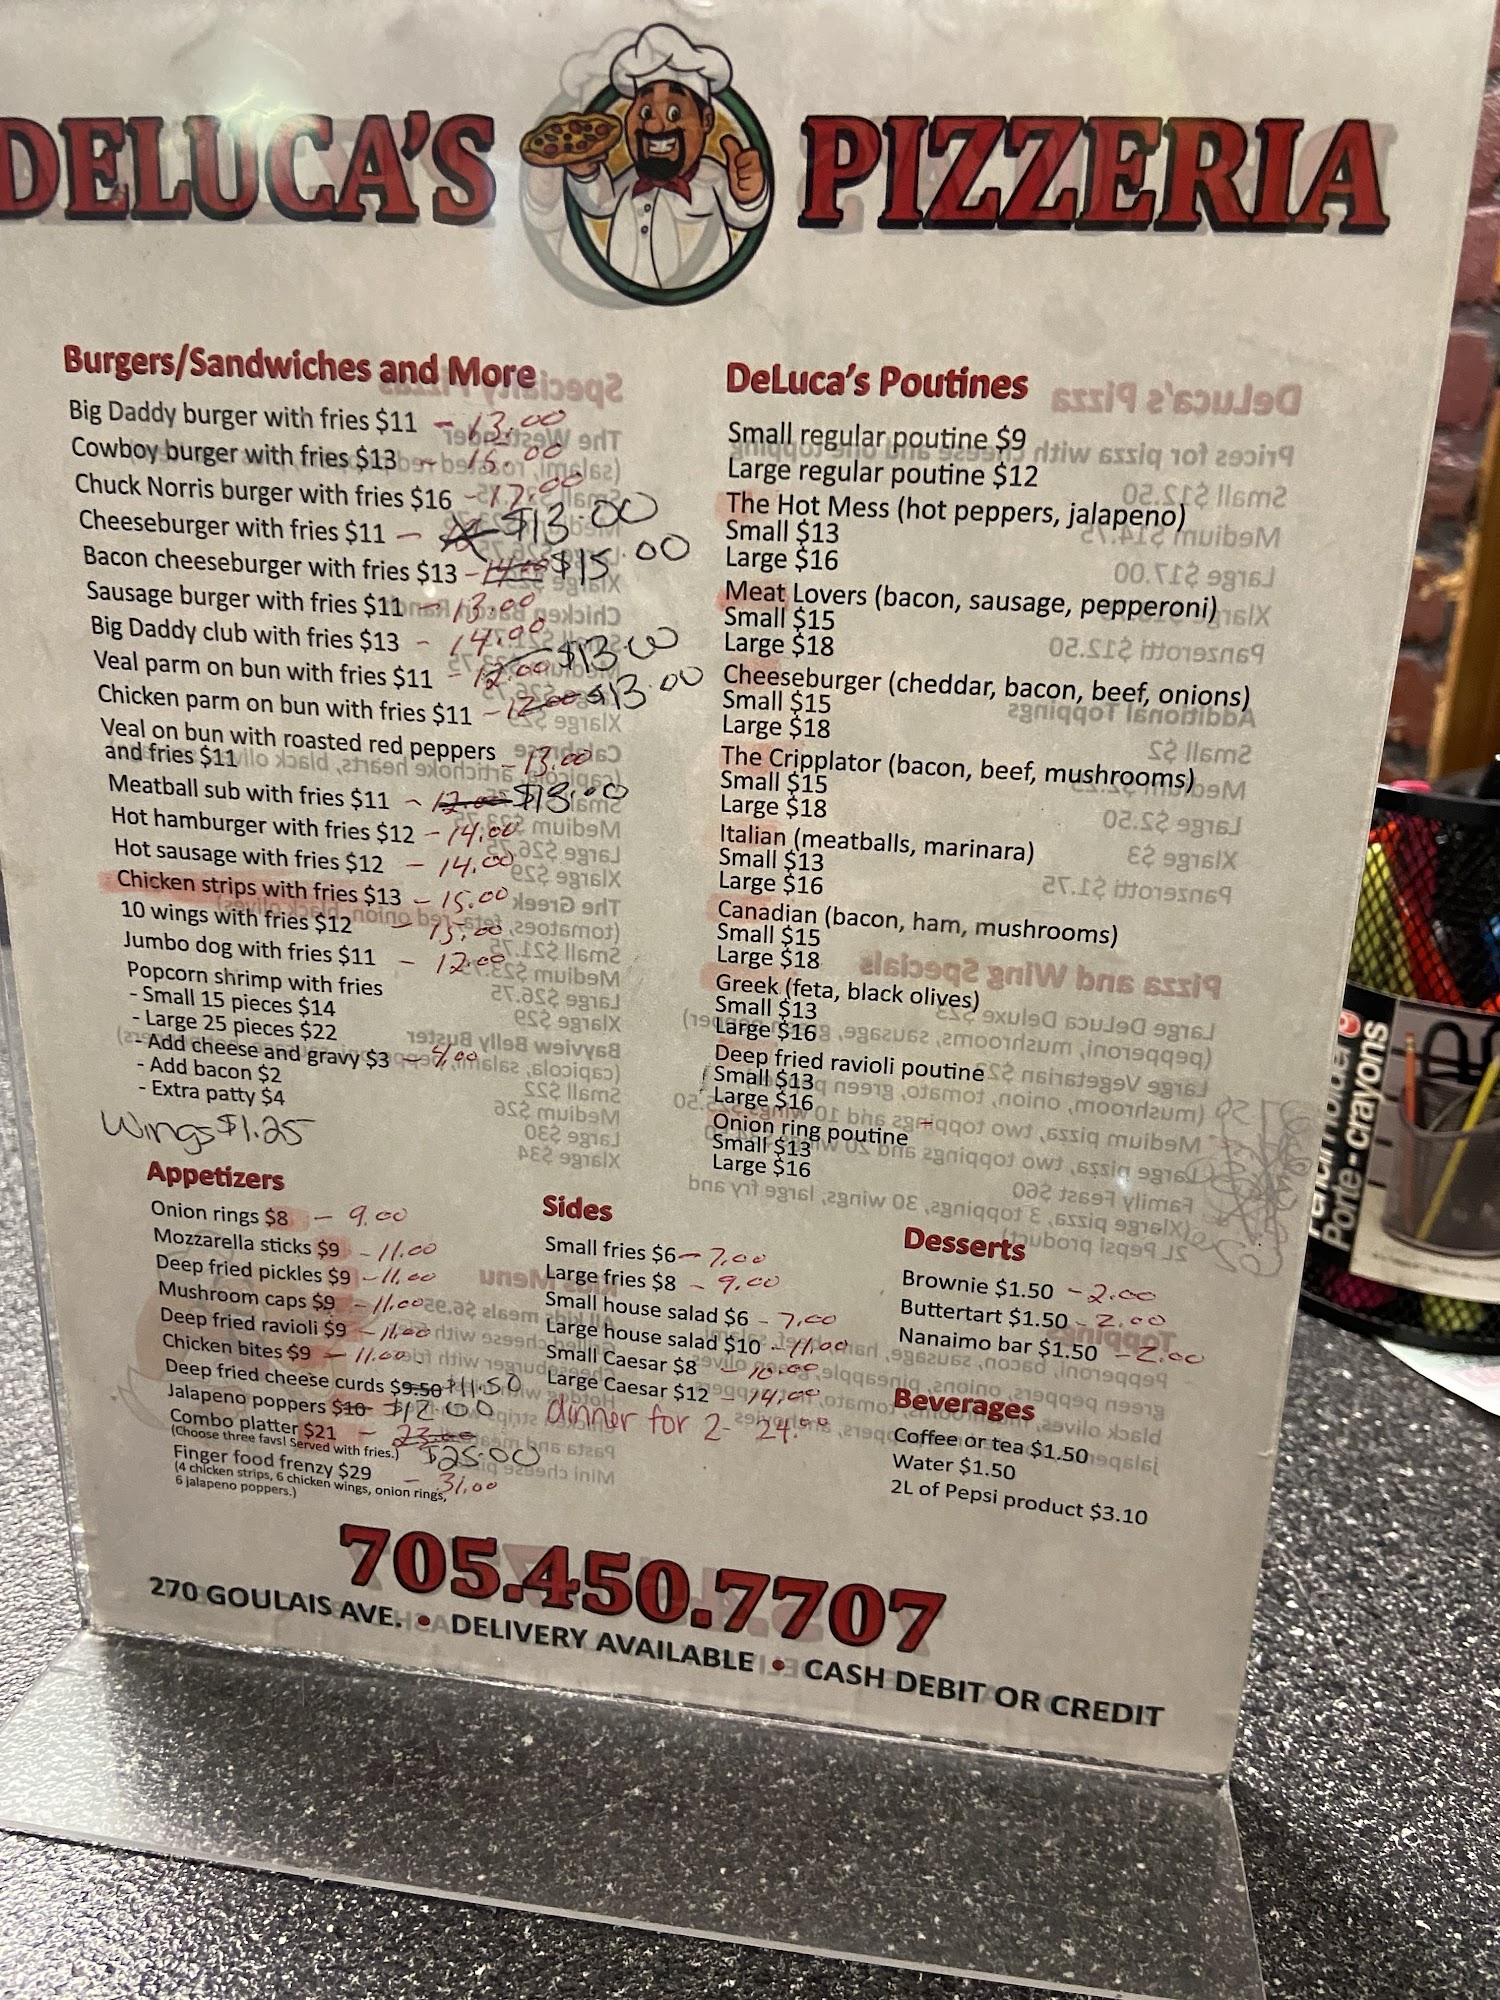 DELUCA'S PIZZERIA
Burgers/Sandwiches and More
Big Daddy burger with fries $11 - 13.00
Cowboy burger with fries $13 - 15.00
Chuck Norris burger with fries $16 - 17.00
Cheeseburger with fries $11 - $13.00
Bacon cheeseburger with fries $13 - $15.00
Sausage burger with fries $11 - 13.00
Big Daddy club with fries $13 - 14.00
Veal parm on bun with fries $11 - 12.00 $13.00
Chicken parm on bun with fries $11 - 12.00 $13.00
Veal on bun with roasted red peppers
and fries $11 - 13.00
Meatball sub with fries $11 - 12.00 $13.00
Hot hamburger with fries $12 - 14.00
Hot sausage with fries $12 - 14.00
Chicken strips with fries $13 - 15.00
10 wings with fries $12 - 15.00
Jumbo dog with fries $11 - 12.00
Popcorn shrimp with fries
- Small 15 pieces $14
- Large 25 pieces $22
- Add cheese and gravy $3 - 4.00
- Add bacon $2
- Extra patty $4
Wings $1.25
Appetizers
Onion rings $8 - 9.00
Mozzarella sticks $9 - 11.00
Deep fried pickles $9 - 11.00
Mushroom caps $9 - 11.00
Deep fried ravioli $9 - 11.00
Chicken bites $9 - 11.00
Deep fried cheese curds $9.50 $11.50
Jalapeno poppers $10 $12.00
Combo platter $21 - 23.00
(Choose three favs! Served with fries.) $25.00
Finger food frenzy $29 - 31.00
(4 chicken strips, 6 chicken wings, onion rings,
6 jalapeno poppers.)
Sides
Small fries $6 - 7.00
Large fries $8 - 9.00
Small house salad $6 - 7.00
Large house salad $10 - 11.00
Small Caesar $8 - 10.00
Large Caesar $12 - 14.00
dinner for 2 - 24.00
DeLuca's Poutines
Small regular poutine $9
Large regular poutine $12
The Hot Mess (hot peppers, jalapeno)
Small $13
Large $16
Meat Lovers (bacon, sausage, pepperoni)
Small $15
Large $18
Cheeseburger (cheddar, bacon, beef, onions)
Small $15
Large $18
The Cripplator (bacon, beef, mushrooms)
Small $15
Large $18
Italian (meatballs, marinara)
Small $13
Large $16
Canadian (bacon, ham, mushrooms)
Small $15
Large $18
Greek (feta, black olives)
Small $13
Large $16
Deep fried ravioli poutine
Small $13
Large $16
Onion ring poutine
Small $13
Large $16
Desserts
Brownie $1.50 - 2.00
Buttertart $1.50 - 2.00
Nanaimo bar $1.50 - 2.00
Beverages
Coffee or tea $1.50
Water $1.50
2L of Pepsi product $3.10
705.450.7707
270 GOULAIS AVE. • DELIVERY AVAILABLE • CASH DEBIT OR CREDIT
Porte-crayons